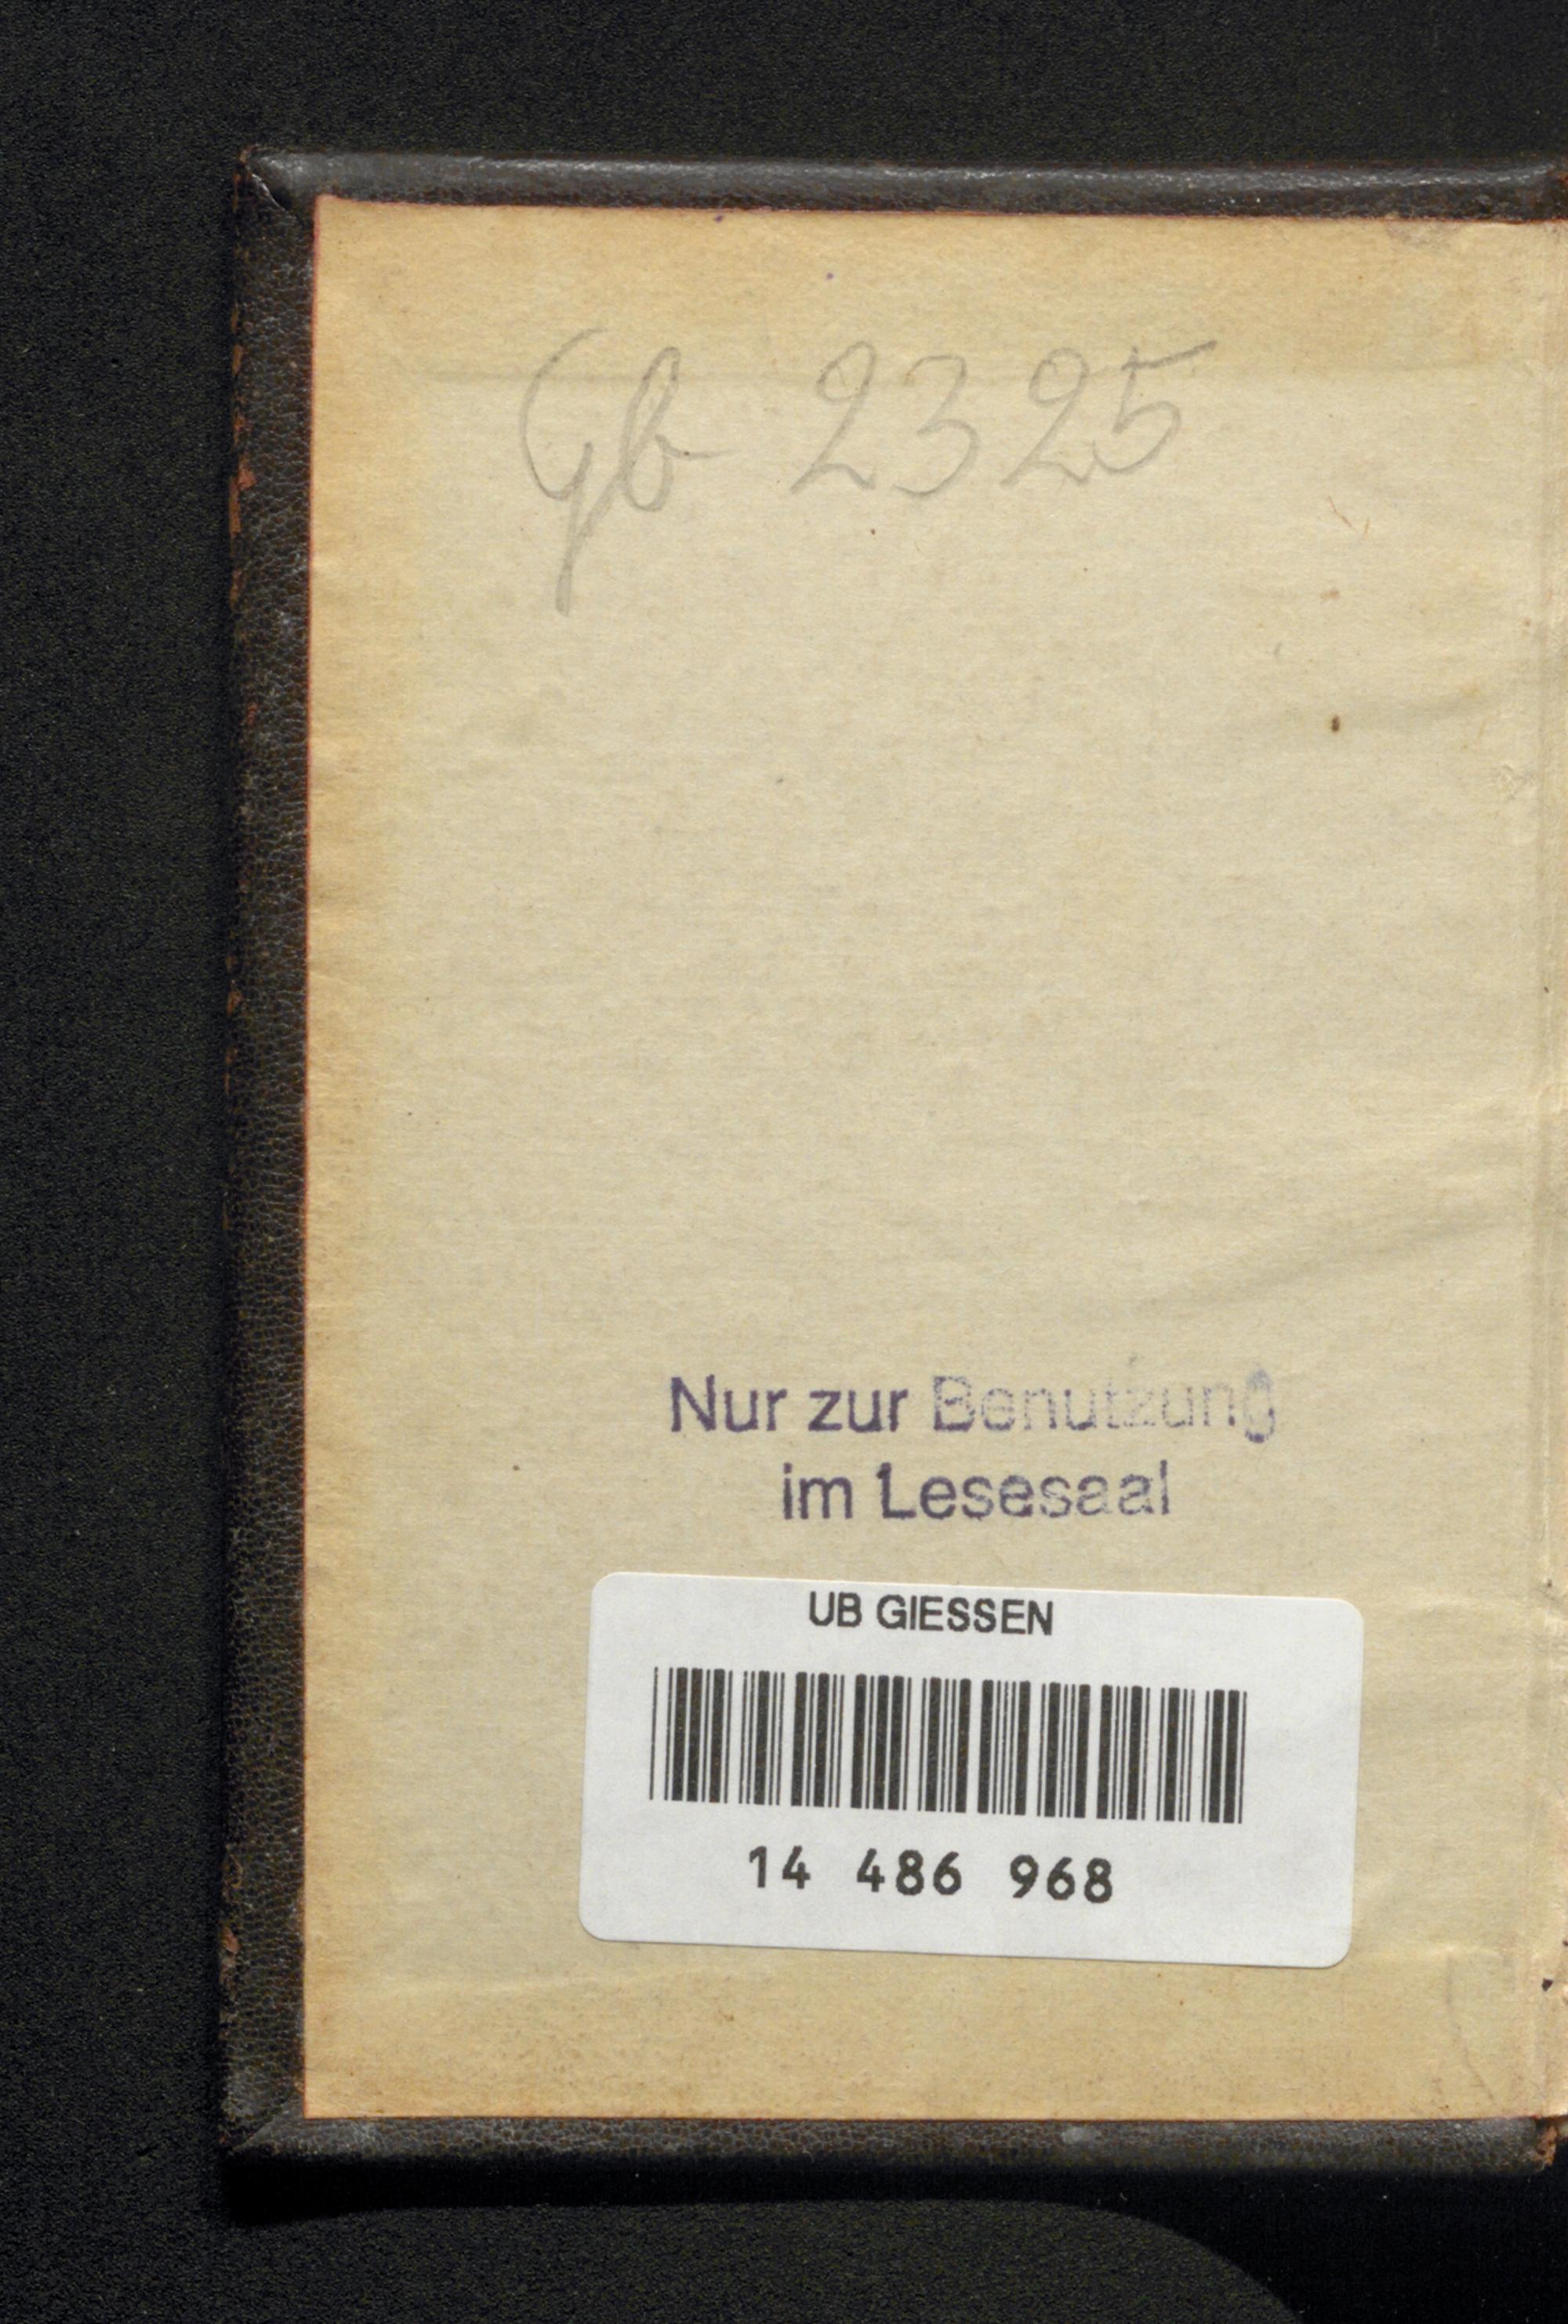 Gb 2325
Nur zur Benutzung
im Lesesaal
UB GIESSEN
14 486 968